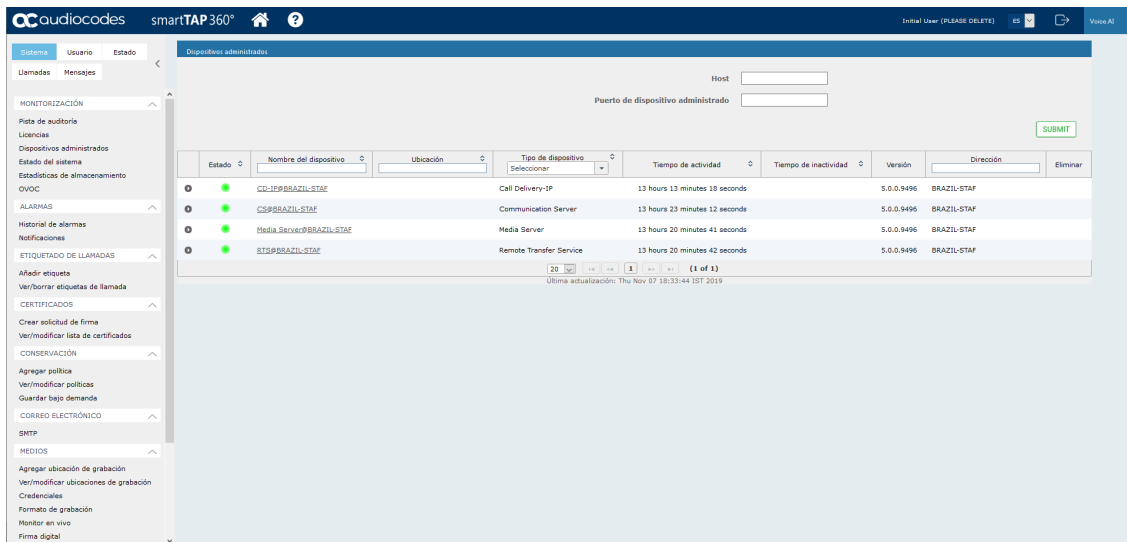 audiocodes smartTAP 360° ? Initial User (PLEASE DELETE) ES Voice.AI
Sistema Usuario Estado
Llamadas Mensajes
MONITORIZACIÓN
Pista de auditoría
Licencias
Dispositivos administrados
Estado del sistema
Estadísticas de almacenamiento
OVOC
ALARMAS
Historial de alarmas
Notificaciones
ETIQUETADO DE LLAMADAS
Añadir etiqueta
Ver/borrar etiquetas de llamada
CERTIFICADOS
Crear solicitud de firma
Ver/modificar lista de certificados
CONSERVACIÓN
Agregar política
Ver/modificar políticas
Guardar bajo demanda
CORREO ELECTRÓNICO
SMTP
MEDIOS
Agregar ubicación de grabación
Ver/modificar ubicaciones de grabación
Credenciales
Formato de grabación
Monitor en vivo
Firma digital
Dispositivos administrados
Host
Puerto de dispositivo administrado
SUBMIT
Estado Nombre del dispositivo Ubicación Tipo de dispositivo Tiempo de actividad Tiempo de inactividad Versión Dirección Eliminar
Seleccionar
CD-IP@BRAZIL-STAF Call Delivery-IP 13 hours 13 minutes 18 seconds 5.0.0.9496 BRAZIL-STAF
CS@BRAZIL-STAF Communication Server 13 hours 23 minutes 12 seconds 5.0.0.9496 BRAZIL-STAF
Media Server@BRAZIL-STAF Media Server 13 hours 20 minutes 41 seconds 5.0.0.9496 BRAZIL-STAF
RTS@BRAZIL-STAF Remote Transfer Service 13 hours 20 minutes 42 seconds 5.0.0.9496 BRAZIL-STAF
20 1 (1 of 1)
Última actualización: Thu Nov 07 18:33:44 IST 2019